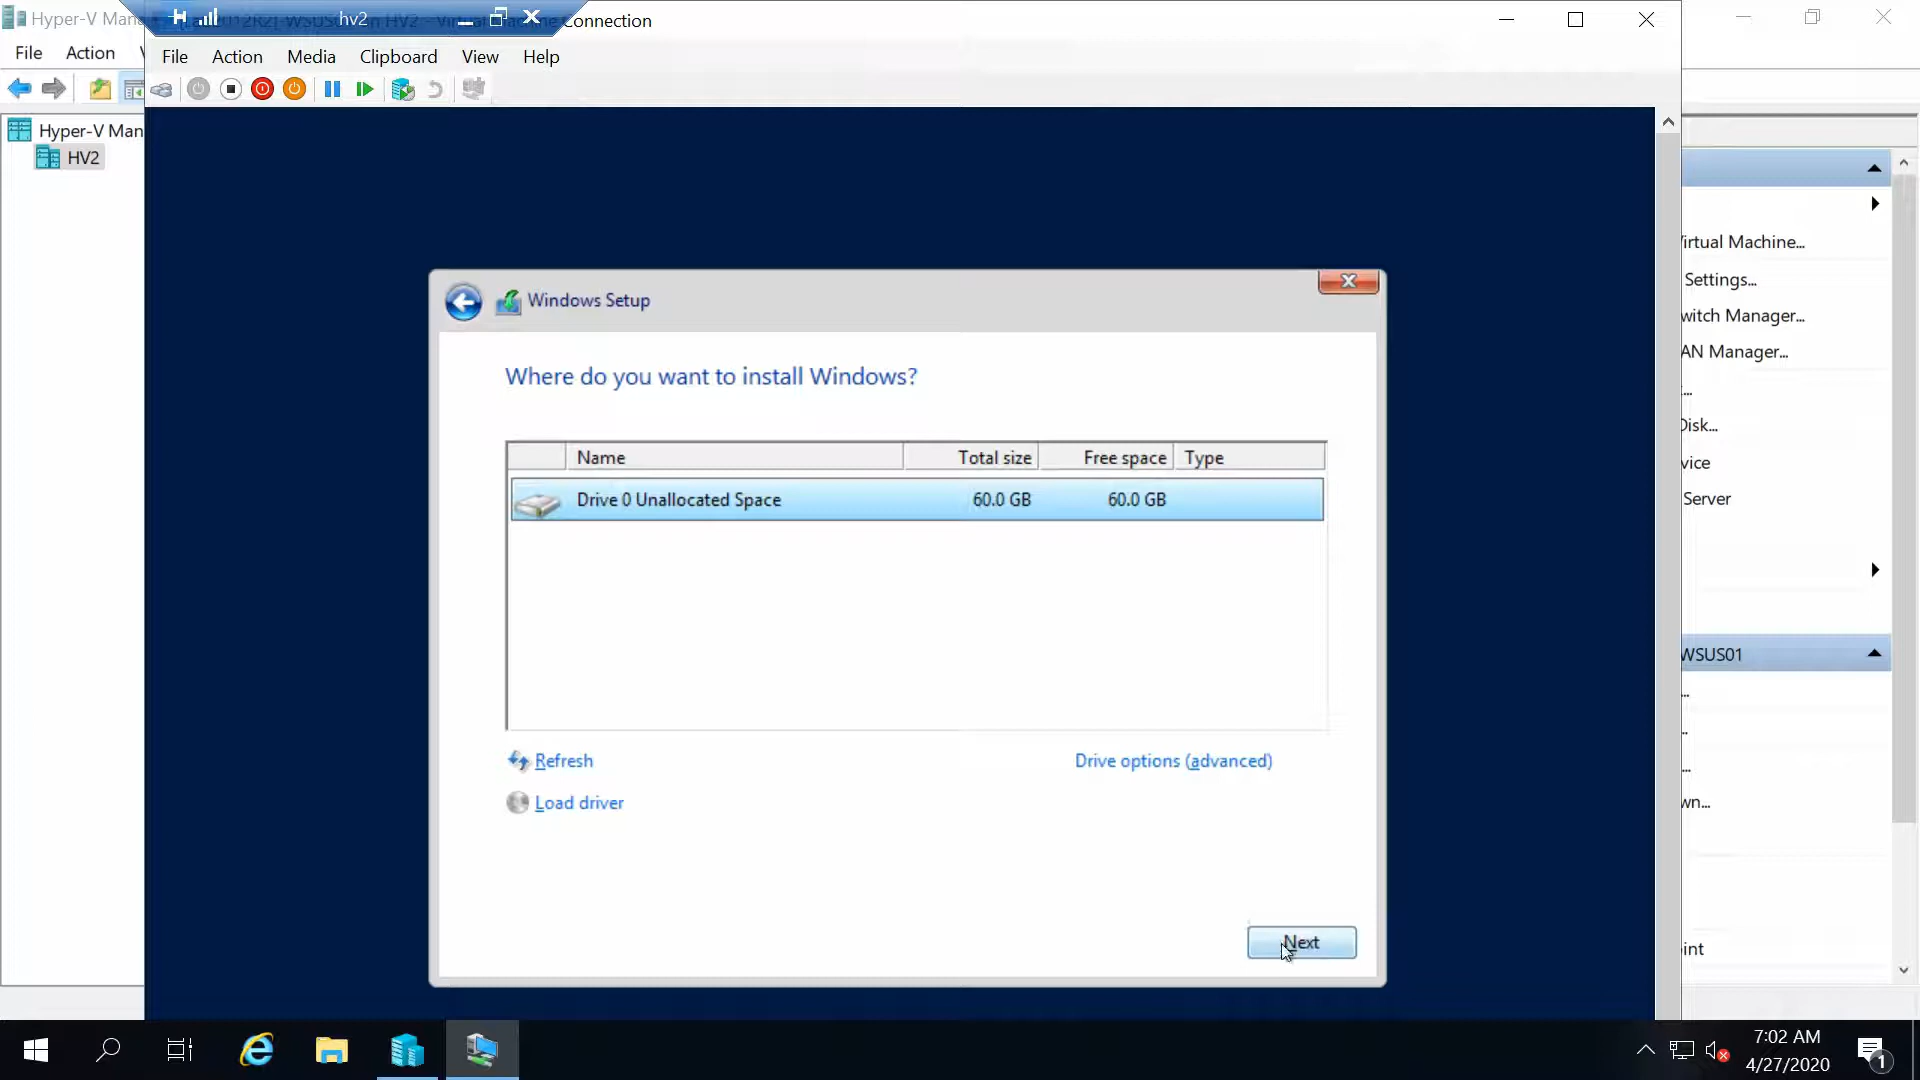 Hyper-V Man
hv2
Connection
File Action
File Action Media Clipboard View Help
Hyper-V Man
HV2
Windows Setup
Where do you want to install Windows?
Name Total size Free space Type
Drive 0 Unallocated Space 60.0 GB 60.0 GB
Refresh
Drive options (advanced)
Load driver
Next
irtual Machine...
Settings...
witch Manager...
AN Manager...
...
Disk...
vice
Server
WSUS01
...
...
...
wn...
int
7:02 AM
4/27/2020
1